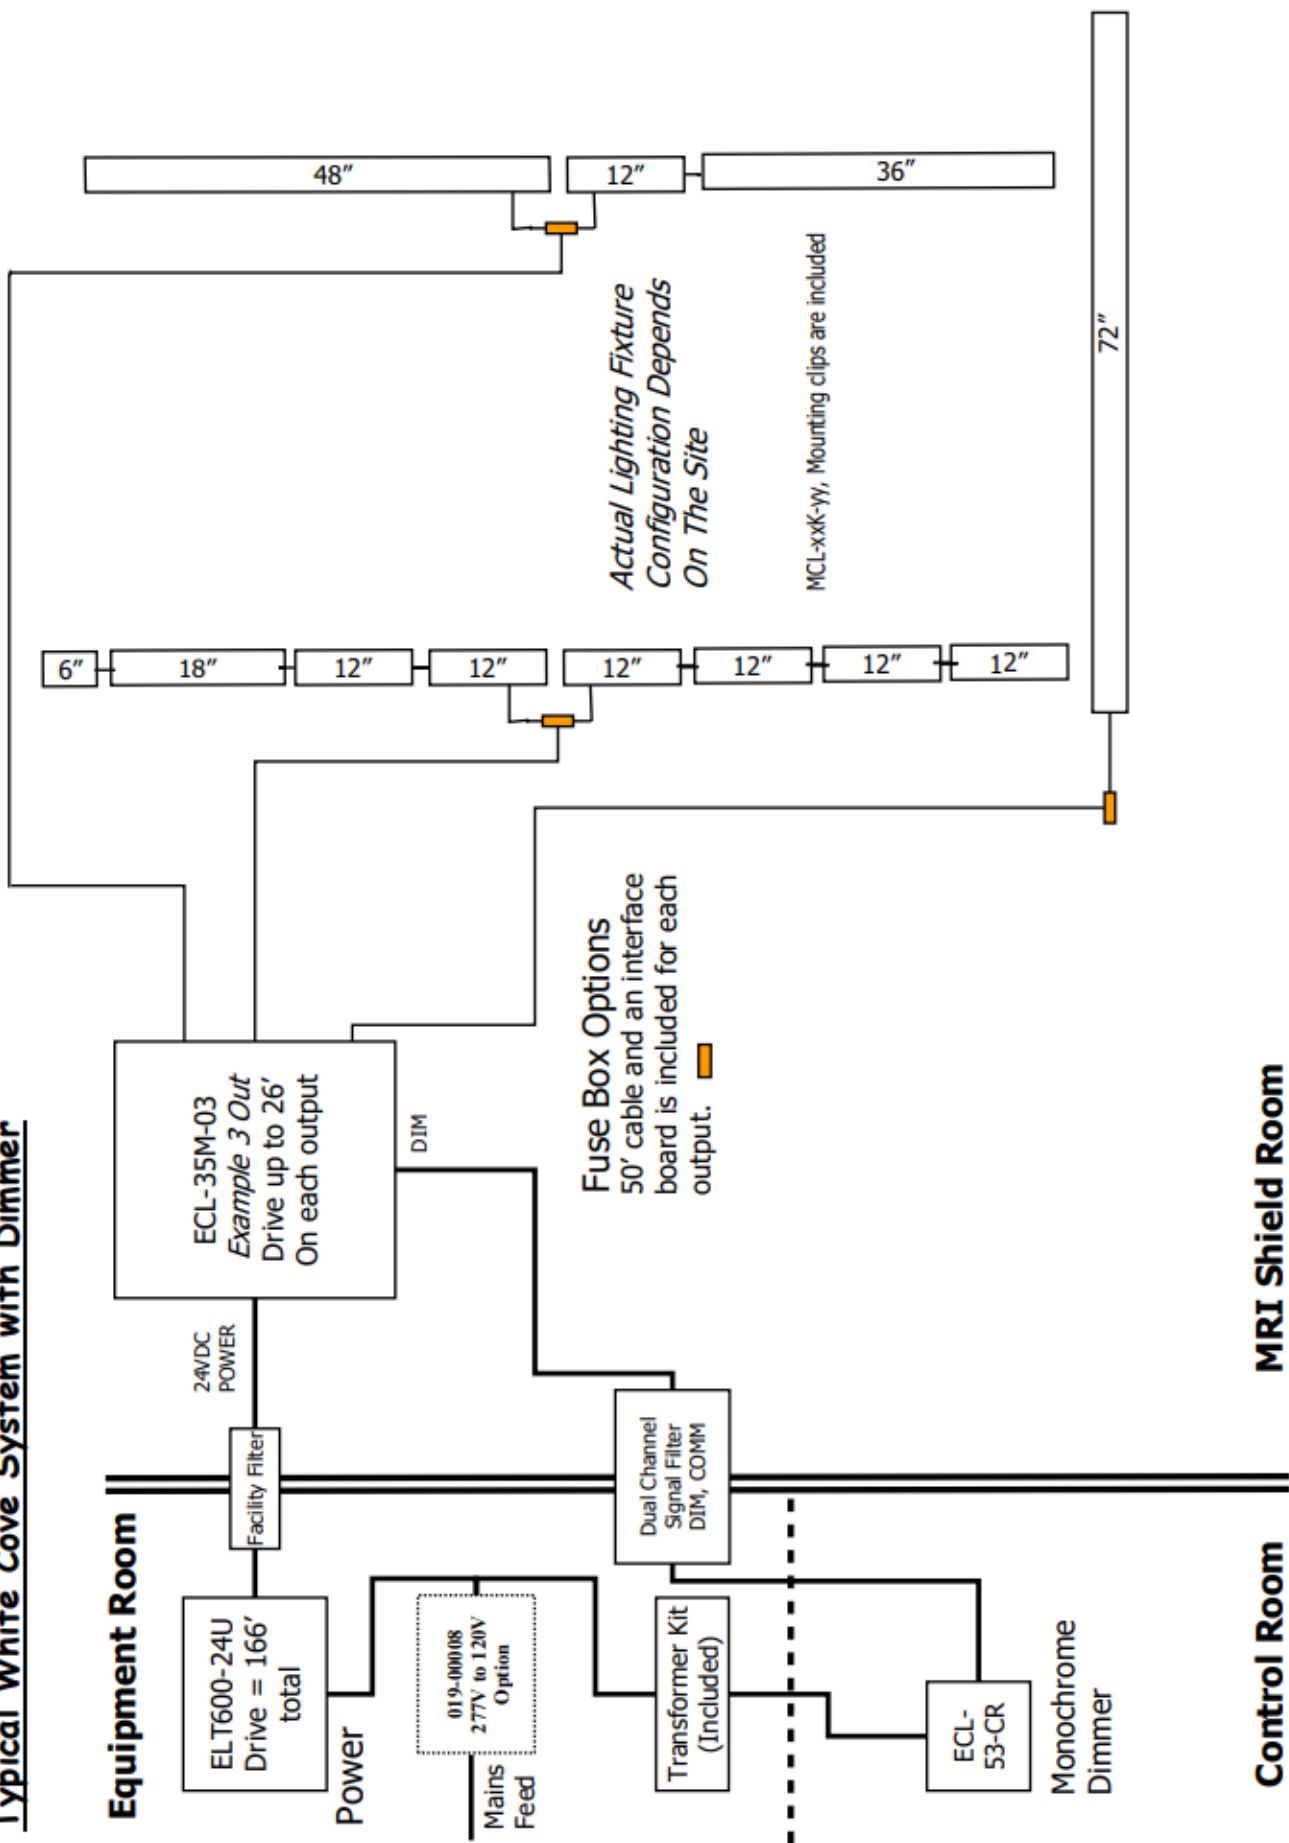 Typical White Cove System with Dimmer
Equipment Room
ELT600-24U
Drive = 166’
total
Power
Facility Filter
24VDC
POWER
ECL-35M-03
Example 3 Out
Drive up to 26’
On each output
DIM
Mains
Feed
019-00008
277V to 120V
Option
Transformer Kit
(Included)
Dual Channel
Signal Filter
DIM, COMM
Fuse Box Options
50’ cable and an interface
board is included for each
output.
6”
18”
12”
12”
12”
12”
12”
12”
48”
12”
36”
72”
Actual Lighting Fixture
Configuration Depends
On The Site
MCL-xxK-yy, Mounting clips are included
ECL-
53-CR
Monochrome
Dimmer
Control Room
MRI Shield Room